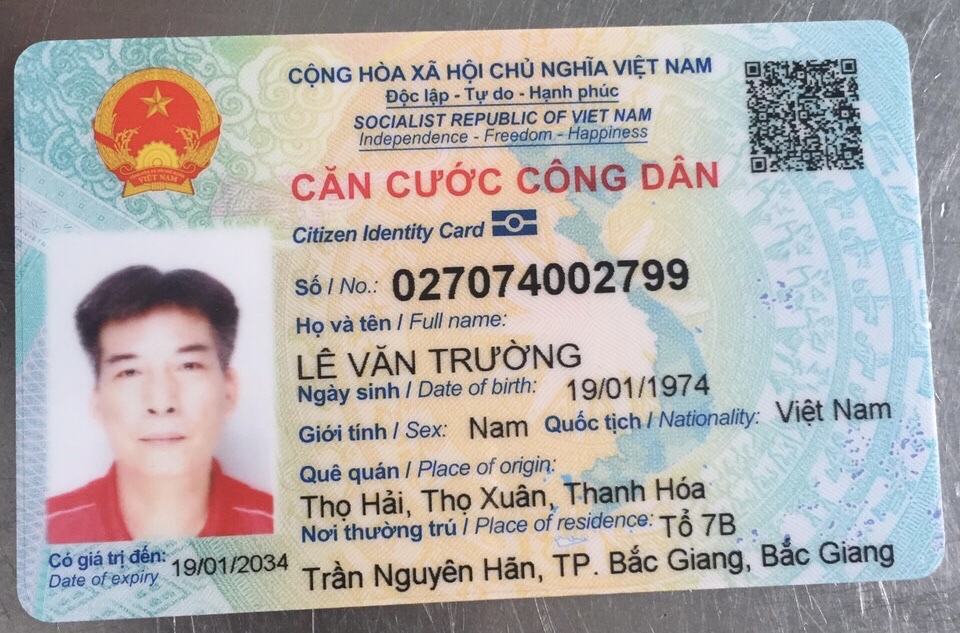 CỘNG HÒA XÃ HỘI CHỦ NGHĨA VIỆT NAM
Độc lập - Tự do - Hạnh phúc
SOCIALIST REPUBLIC OF VIET NAM
Independence - Freedom - Happiness
CĂN CƯỚC CÔNG DÂN
Citizen Identity Card
Số / No.: 027074002799
Họ và tên / Full name:
LÊ VĂN TRƯỜNG
Ngày sinh / Date of birth: 19/01/1974
Giới tính / Sex: Nam Quốc tịch / Nationality: Việt Nam
Quê quán / Place of origin:
Thọ Hải, Thọ Xuân, Thanh Hóa
Nơi thường trú / Place of residence: Tổ 7B
Trần Nguyên Hãn, TP. Bắc Giang, Bắc Giang
Có giá trị đến: 19/01/2034
Date of expiry